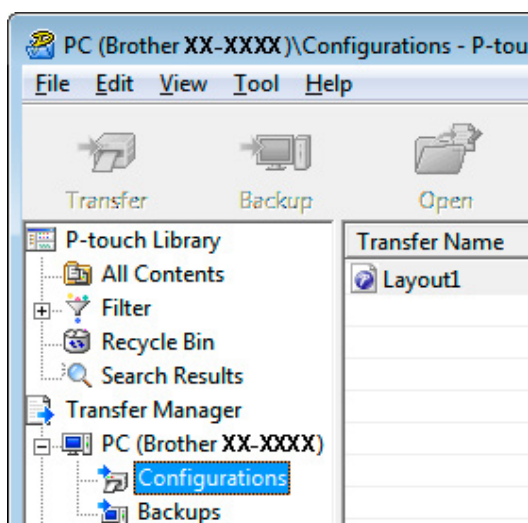 PC (Brother XX-XXXX)\Configurations - P-tou
File Edit View Tool Help
Transfer Backup Open
P-touch Library
All Contents
Filter
Recycle Bin
Search Results
Transfer Manager
PC (Brother XX-XXXX)
Configurations
Backups
Transfer Name
Layout1